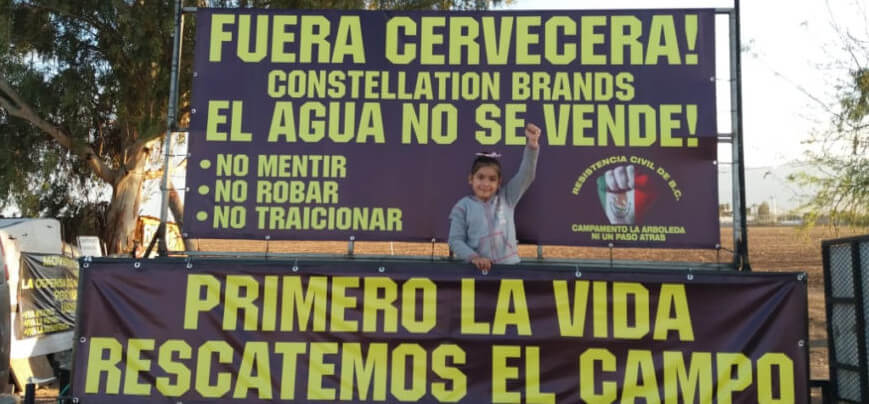 FUERA CERVECERA!
CONSTELLATION BRANDS
EL AGUA NO SE VENDE!
• NO MENTIR
• NO ROBAR
• NO TRAICIONAR
RESISTENCIA CIVIL DE B.C.
CAMPAMENTO LA ARBOLEDA
NI UN PASO ATRAS
PRIMERO LA VIDA
RESCATEMOS EL CAMPO